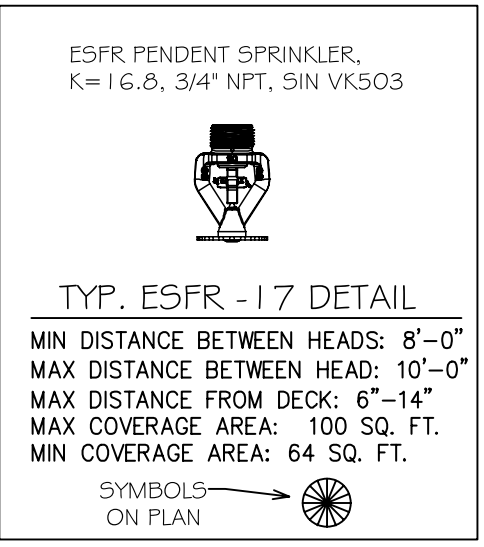 ESFR PENDENT SPRINKLER,
K=16.8, 3/4" NPT, SIN VK503
TYP. ESFR -17 DETAIL
MIN DISTANCE BETWEEN HEADS: 8'-0"
MAX DISTANCE BETWEEN HEAD: 10'-0"
MAX DISTANCE FROM DECK: 6"-14"
MAX COVERAGE AREA: 100 SQ. FT.
MIN COVERAGE AREA: 64 SQ. FT.
SYMBOLS
ON PLAN